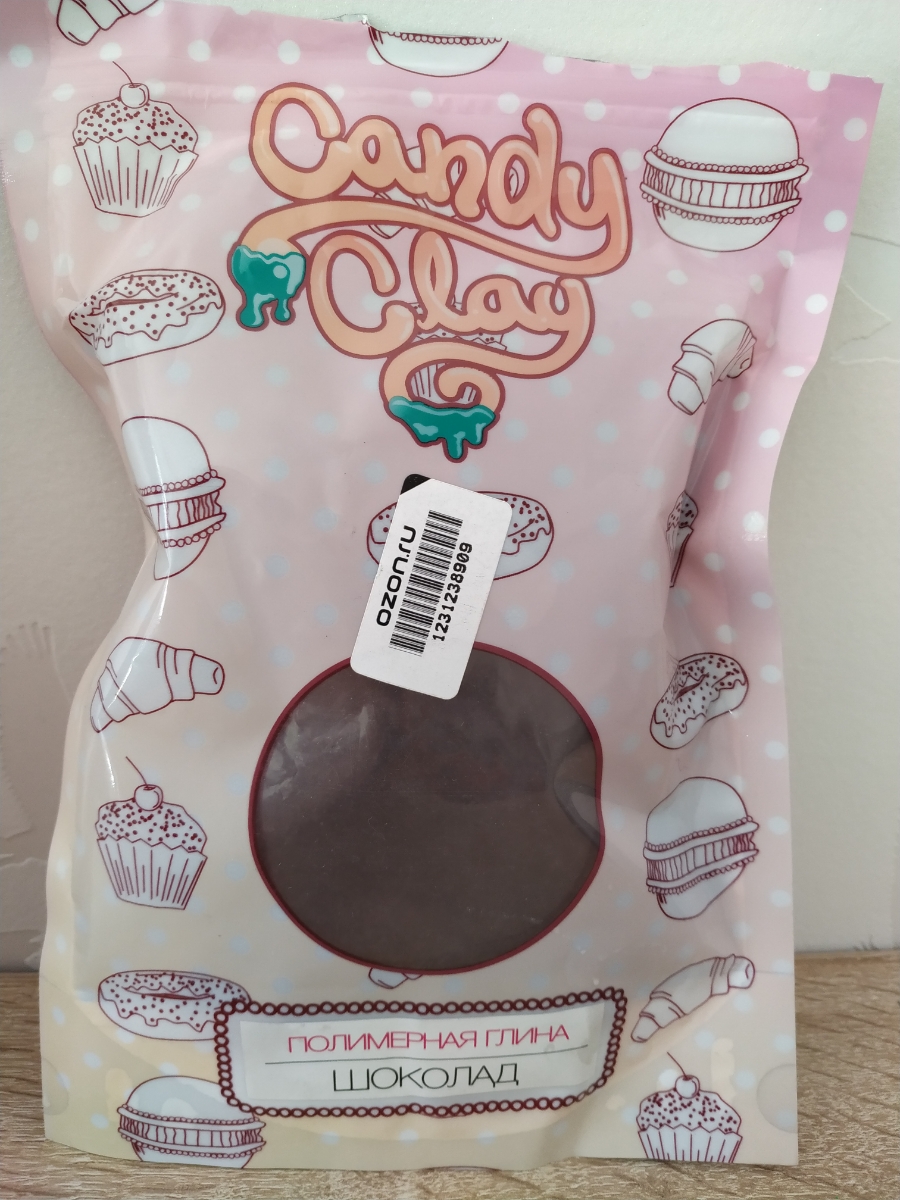 Candy
Clay
ozon.ru
1231238909
ПОЛИМЕРНАЯ ГЛИНА
ШОКОЛАД